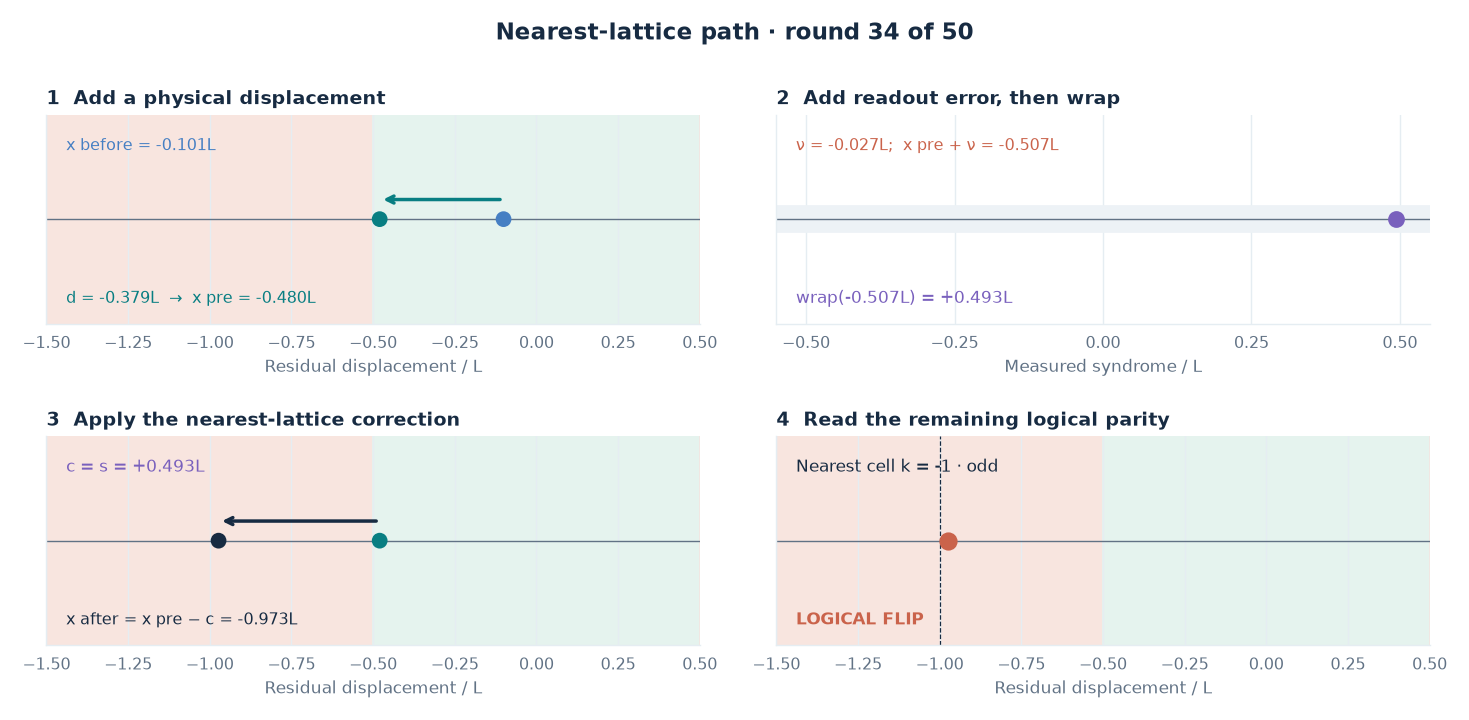 Nearest-lattice path · round 34 of 50
1 Add a physical displacement
x before = -0.101L
d = -0.379L → x pre = -0.480L
−1.50 −1.25 −1.00 −0.75 −0.50 −0.25 0.00 0.25 0.50
Residual displacement / L
2 Add readout error, then wrap
ν = -0.027L; x pre + ν = -0.507L
wrap(-0.507L) = +0.493L
−0.50 −0.25 0.00 0.25 0.50
Measured syndrome / L
3 Apply the nearest-lattice correction
c = s = +0.493L
x after = x pre − c = -0.973L
−1.50 −1.25 −1.00 −0.75 −0.50 −0.25 0.00 0.25 0.50
Residual displacement / L
4 Read the remaining logical parity
Nearest cell k = -1 · odd
LOGICAL FLIP
−1.50 −1.25 −1.00 −0.75 −0.50 −0.25 0.00 0.25 0.50
Residual displacement / L